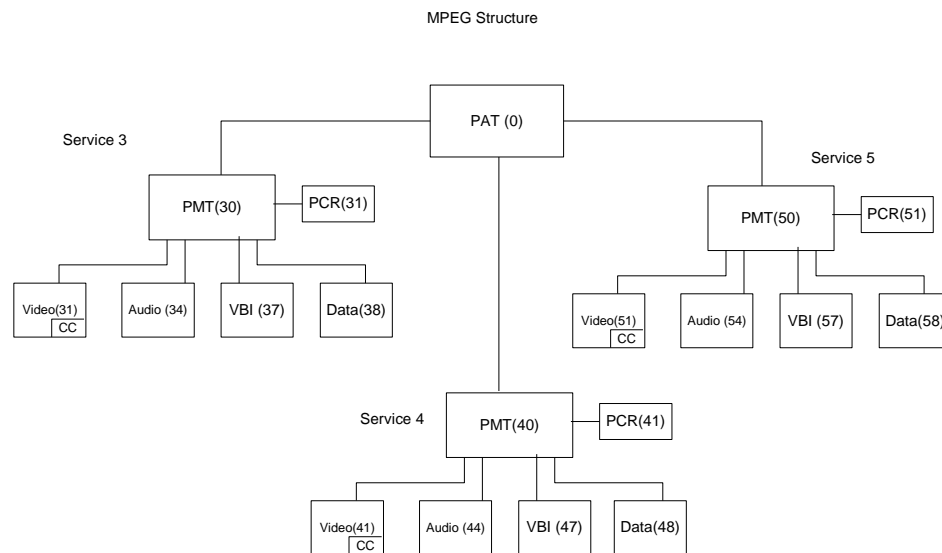 MPEG Structure
PAT (0)
Service 3
Service 5
PMT(30)
PCR(31)
PMT(50)
PCR(51)
Video(31)
CC
Audio (34)
VBI (37)
Data(38)
Video(51)
CC
Audio (54)
VBI (57)
Data(58)
Service 4
PMT(40)
PCR(41)
Video(41)
CC
Audio (44)
VBI (47)
Data(48)